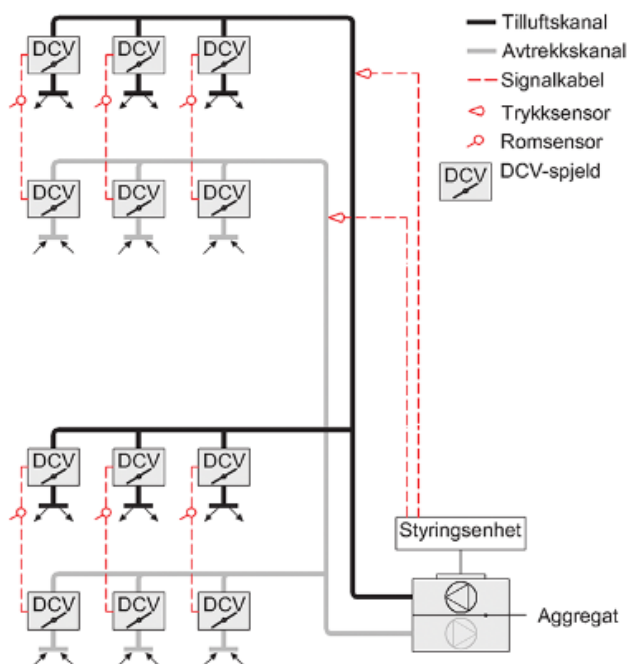 DCV DCV DCV
DCV DCV DCV
DCV DCV DCV
DCV DCV DCV
Tilluftskanal
Avtrekkskanal
Signalkabel
Trykksensor
Romsensor
DCV
DCV-spjeld
Styringsenhet
Aggregat